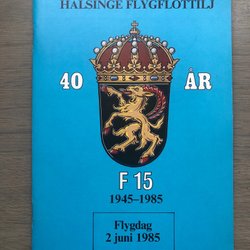 HÄLSINGE FLYGFLOTTILJ
40 ÅR
F 15
1945–1985
Flygdag
2 juni 1985